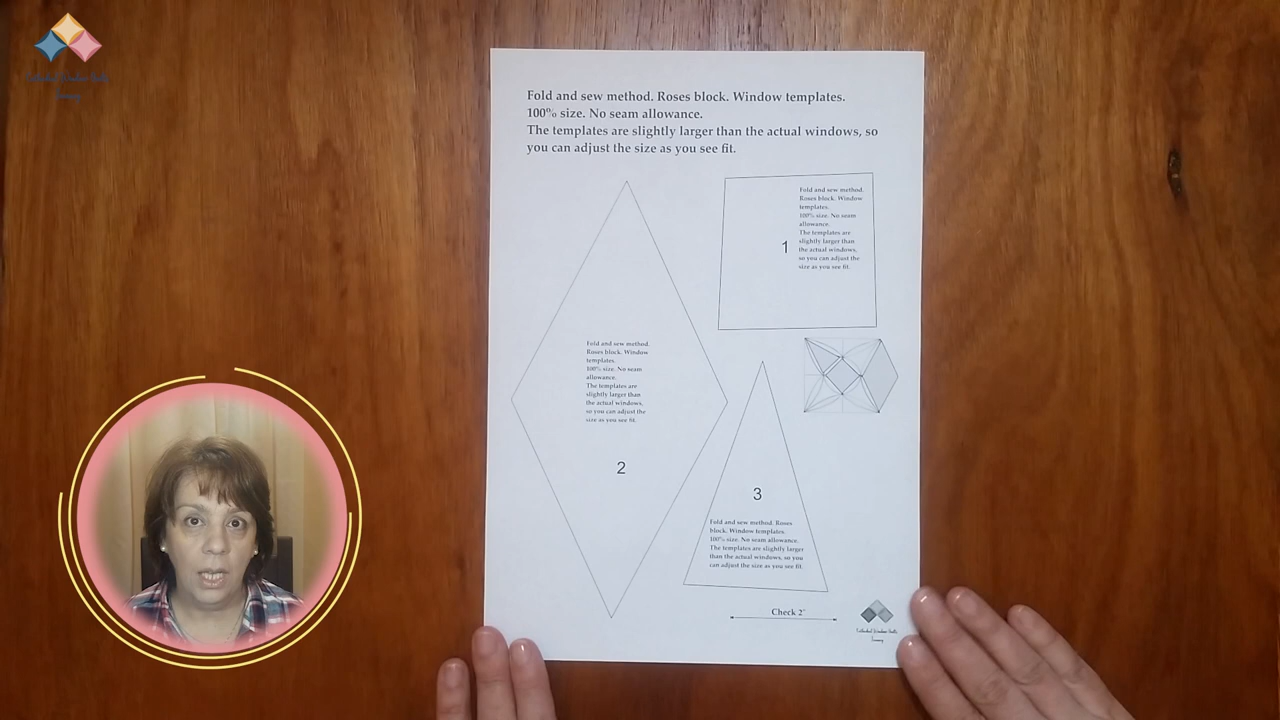 Cathedral Window Quilts
Fold and sew method. Roses block. Window templates.
100% size. No seam allowance.
The templates are slightly larger than the actual windows, so
you can adjust the size as you see fit.
1
Fold and sew method.
Roses block. Window
templates.
100% size. No seam
allowance.
The templates are
slightly larger than
the actual windows,
so you can adjust the
size as you see fit.
Fold and sew method.
Roses block. Window
templates.
100% size. No seam
allowance.
The templates are
slightly larger than
the actual windows,
so you can adjust the
size as you see fit.
2
3
Fold and sew method. Roses
block. Window templates.
100% size. No seam allowance.
The templates are slightly larger
than the actual windows, so you
can adjust the size as you see fit.
Check 2"
Cathedral Window Quilts